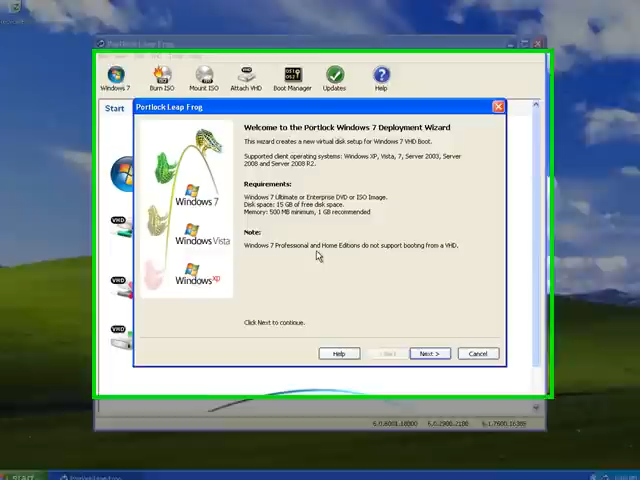 Portlock Leap Frog
Windows 7
Burn ISO
Mount ISO
Attach VHD
Boot Manager
Updates
Help
Start
Portlock Leap Frog
Welcome to the Portlock Windows 7 Deployment Wizard
This wizard creates a new virtual disk setup for Windows 7 VHD Boot.
Supported client operating systems: Windows XP, Vista, 7, Server 2003, Server
2008 and Server 2008 R2.
Requirements:
Windows 7 Ultimate or Enterprise DVD or ISO Image.
Disk space: 15 GB of free disk space.
Memory: 500 MB minimum, 1 GB recommended
Note:
Windows 7 Professional and Home Editions do not support booting from a VHD.
Click Next to continue.
Windows 7
Windows Vista
Windows xp
VHD
VHD
VHD
Help
Next >
Cancel
start